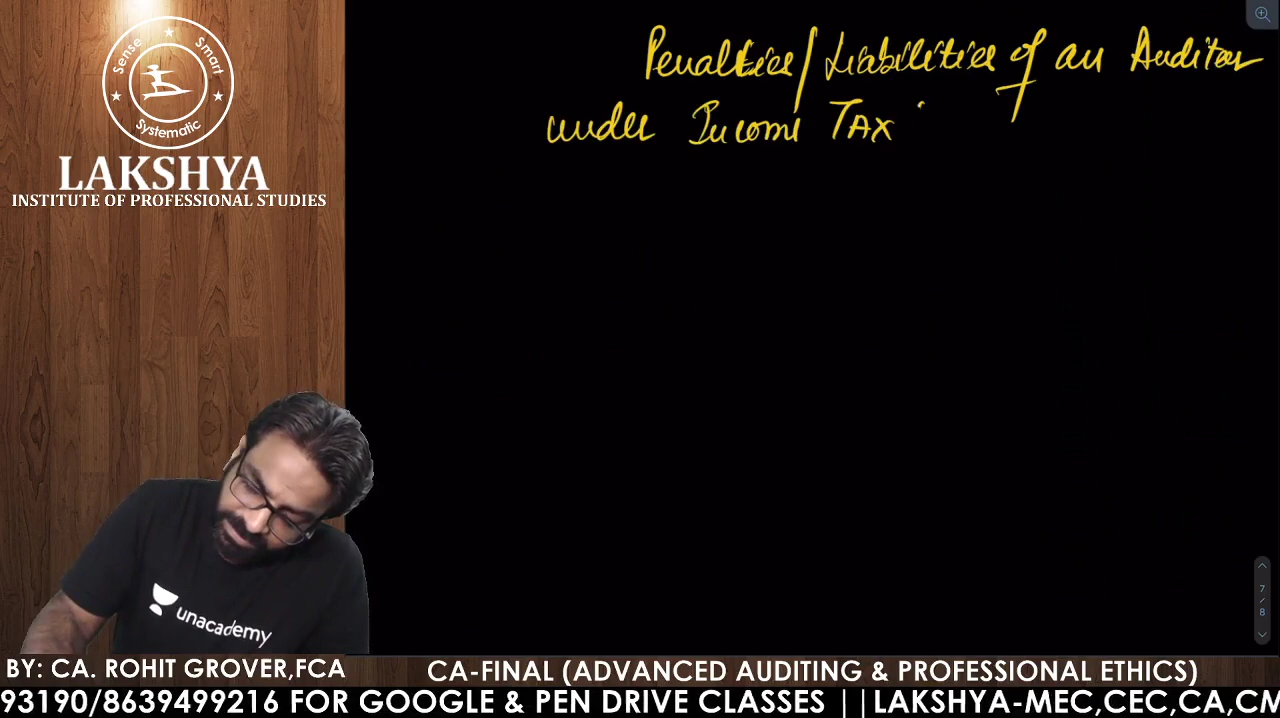 Sense Smart
Systematic
LAKSHYA
INSTITUTE OF PROFESSIONAL STUDIES
Penalties/Liabilities of an Auditor
under Income TAX
7
/
8
unacademy
BY: CA. ROHIT GROVER,FCA
CA-FINAL (ADVANCED AUDITING & PROFESSIONAL ETHICS)
93190/8639499216 FOR GOOGLE & PEN DRIVE CLASSES ||LAKSHYA-MEC,CEC,CA,CM